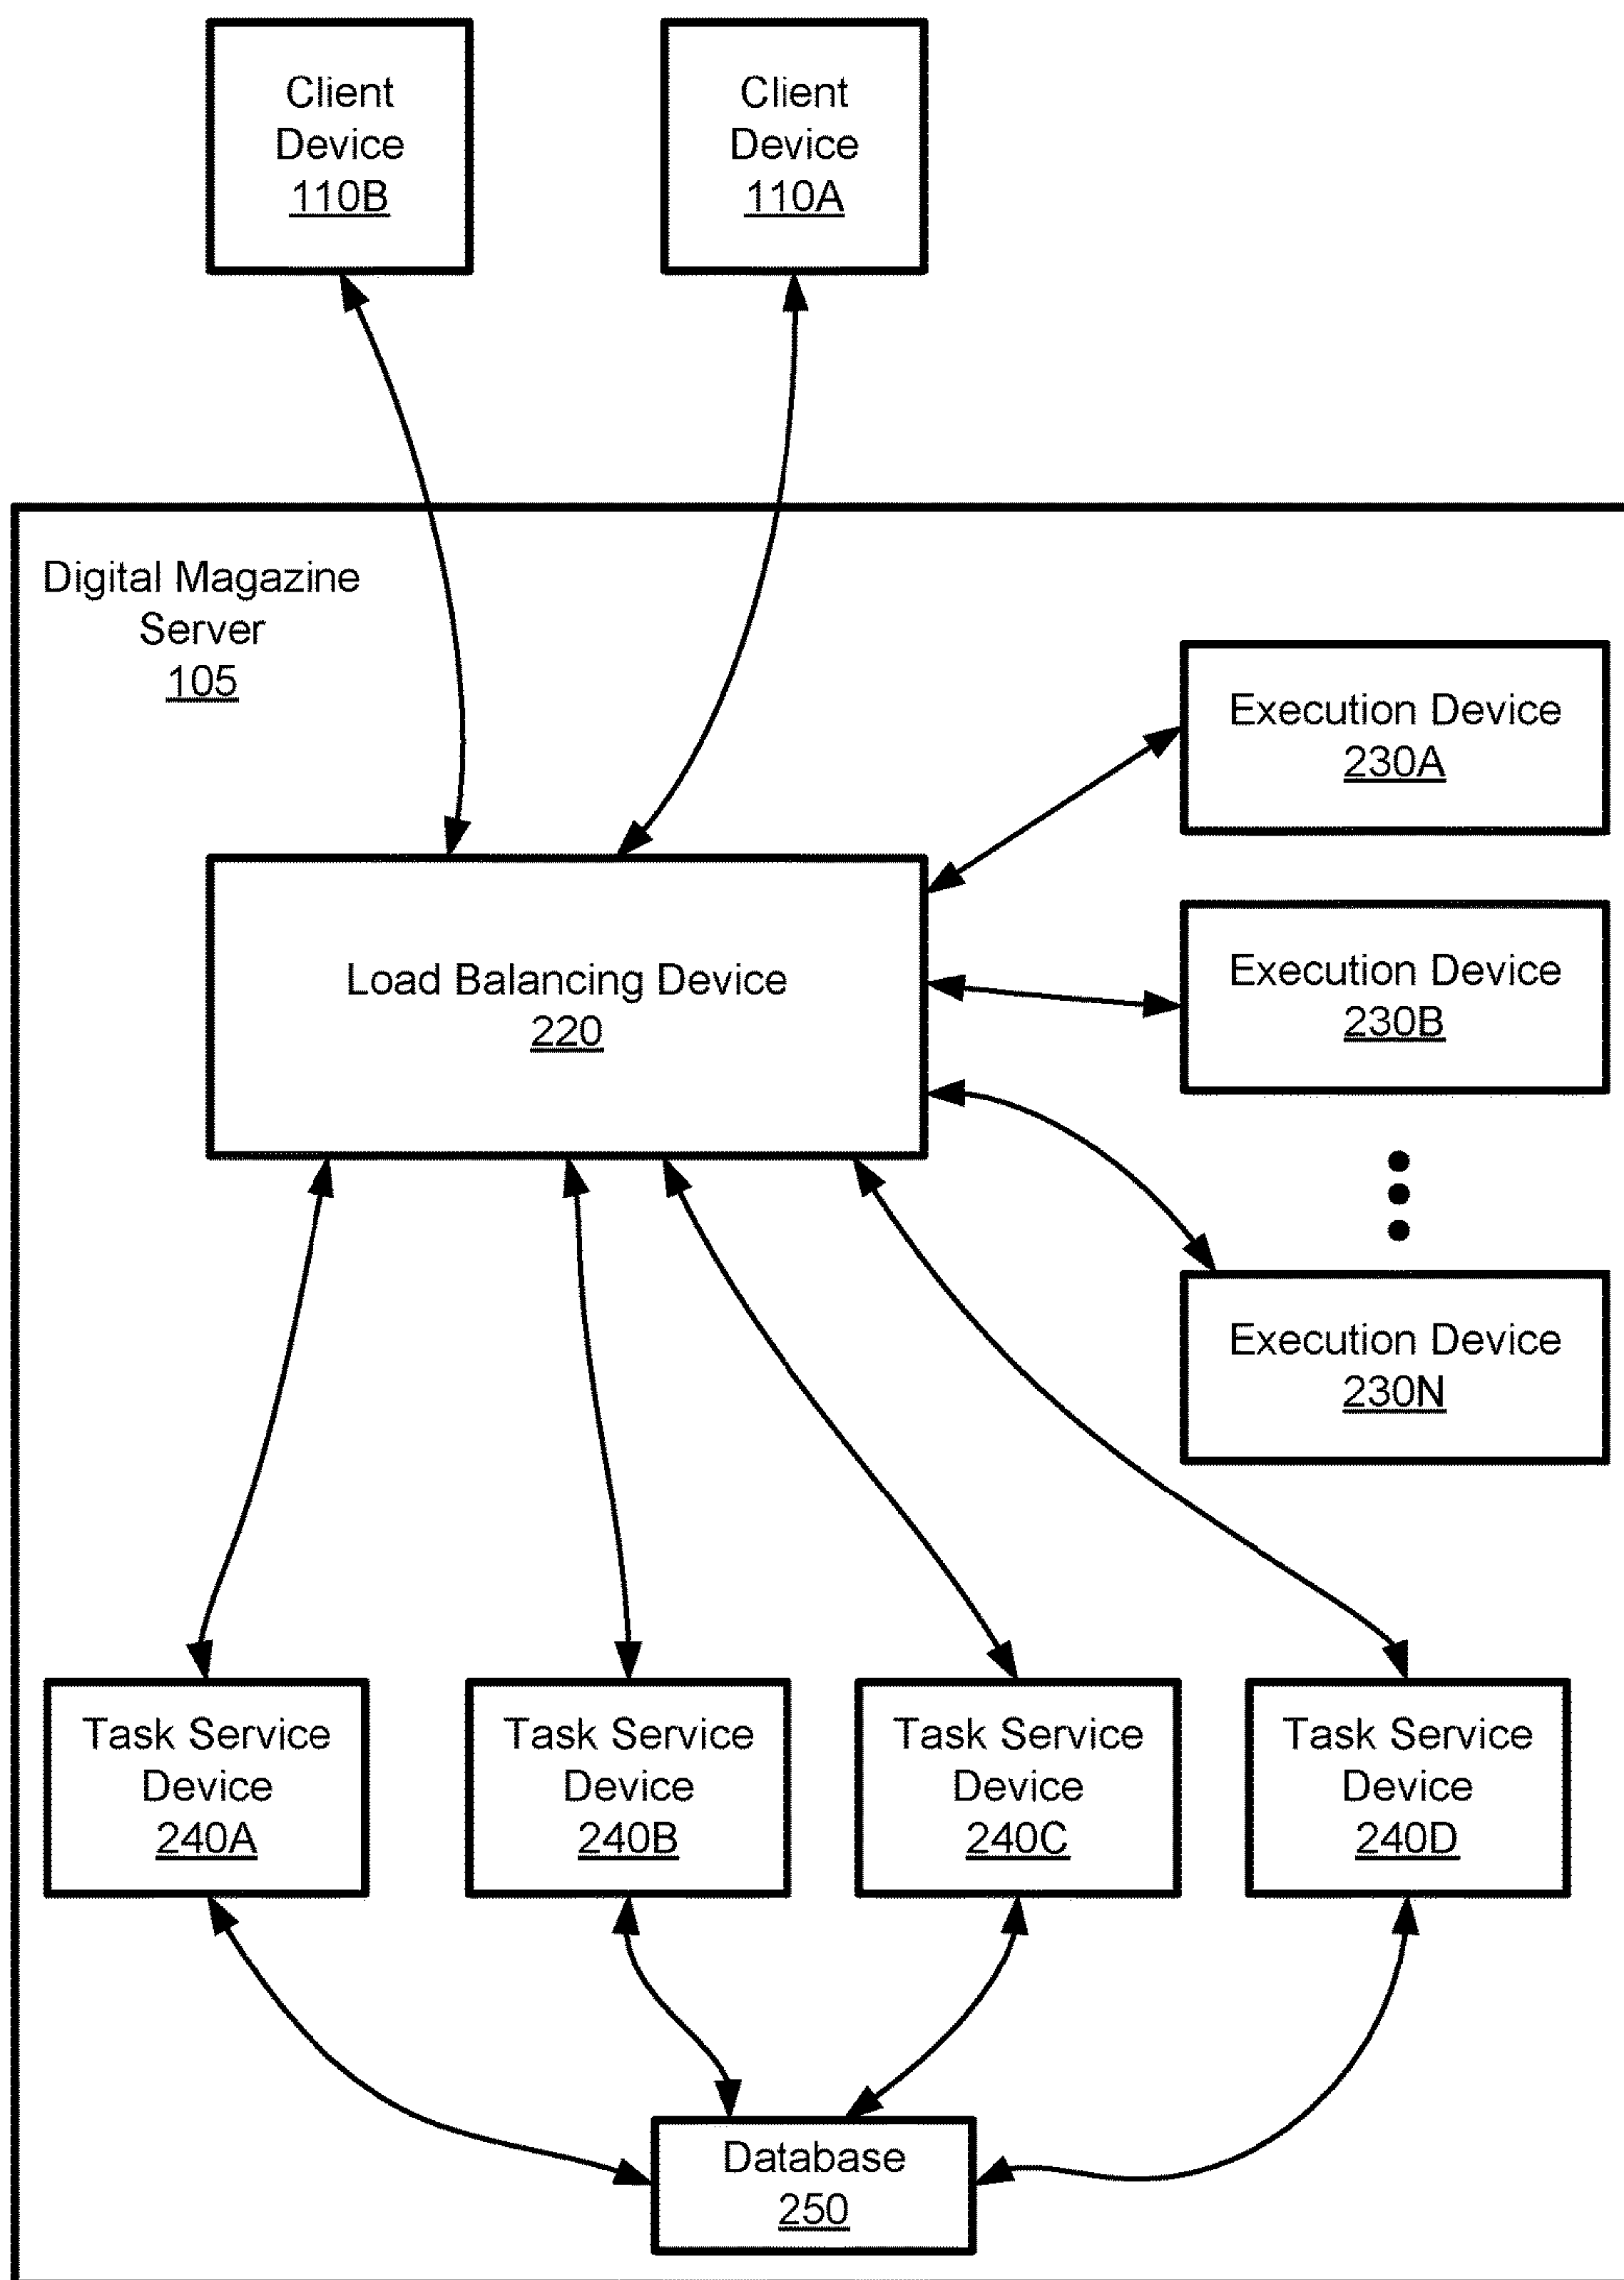 Client
Device
110B
Client
Device
110A
Digital Magazine
Server
105
Execution Device
230A
Load Balancing Device
220
Execution Device
230B
Execution Device
230N
Task Service
Device
240A
Task Service
Device
240B
Task Service
Device
240C
Task Service
Device
240D
Database
250